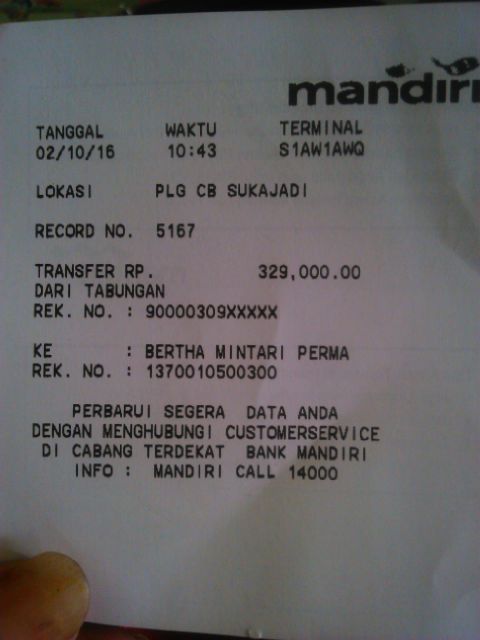 mandiri
TANGGAL WAKTU TERMINAL
02/10/16 10:43 S1AW1AWQ
LOKASI PLG CB SUKAJADI
RECORD NO. 5167
TRANSFER RP. 329,000.00
DARI TABUNGAN
REK. NO. : 90000309XXXXX
KE : BERTHA MINTARI PERMA
REK. NO. : 1370010500300
PERBARUI SEGERA DATA ANDA
DENGAN MENGHUBUNGI CUSTOMERSERVICE
DI CABANG TERDEKAT BANK MANDIRI
INFO : MANDIRI CALL 14000